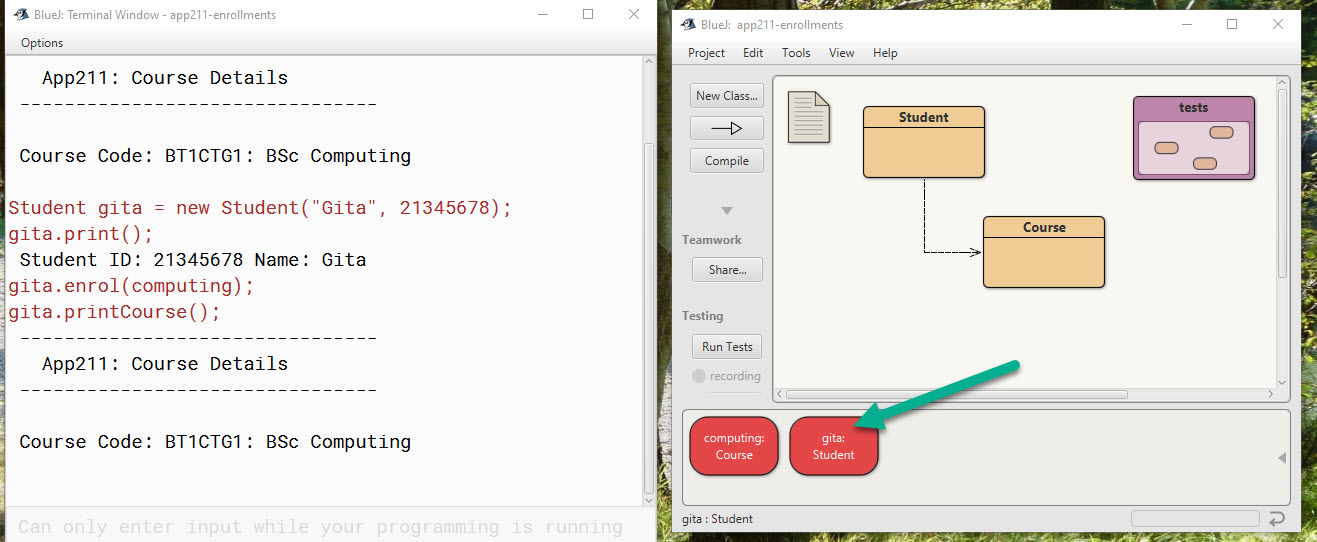 BlueJ: Terminal Window - app211-enrollments
Options
App211: Course Details
--------------------------------
Course Code: BT1CTG1: BSc Computing
Student gita = new Student("Gita", 21345678);
gita.print();
Student ID: 21345678 Name: Gita
gita.enrol(computing);
gita.printCourse();
--------------------------------
App211: Course Details
--------------------------------
Course Code: BT1CTG1: BSc Computing
Can only enter input while your programming is running
BlueJ: app211-enrollments
Project Edit Tools View Help
New Class...
Compile
Teamwork
Share...
Testing
Run Tests
recording
Student
tests
Course
computing:
Course
gita:
Student
gita : Student